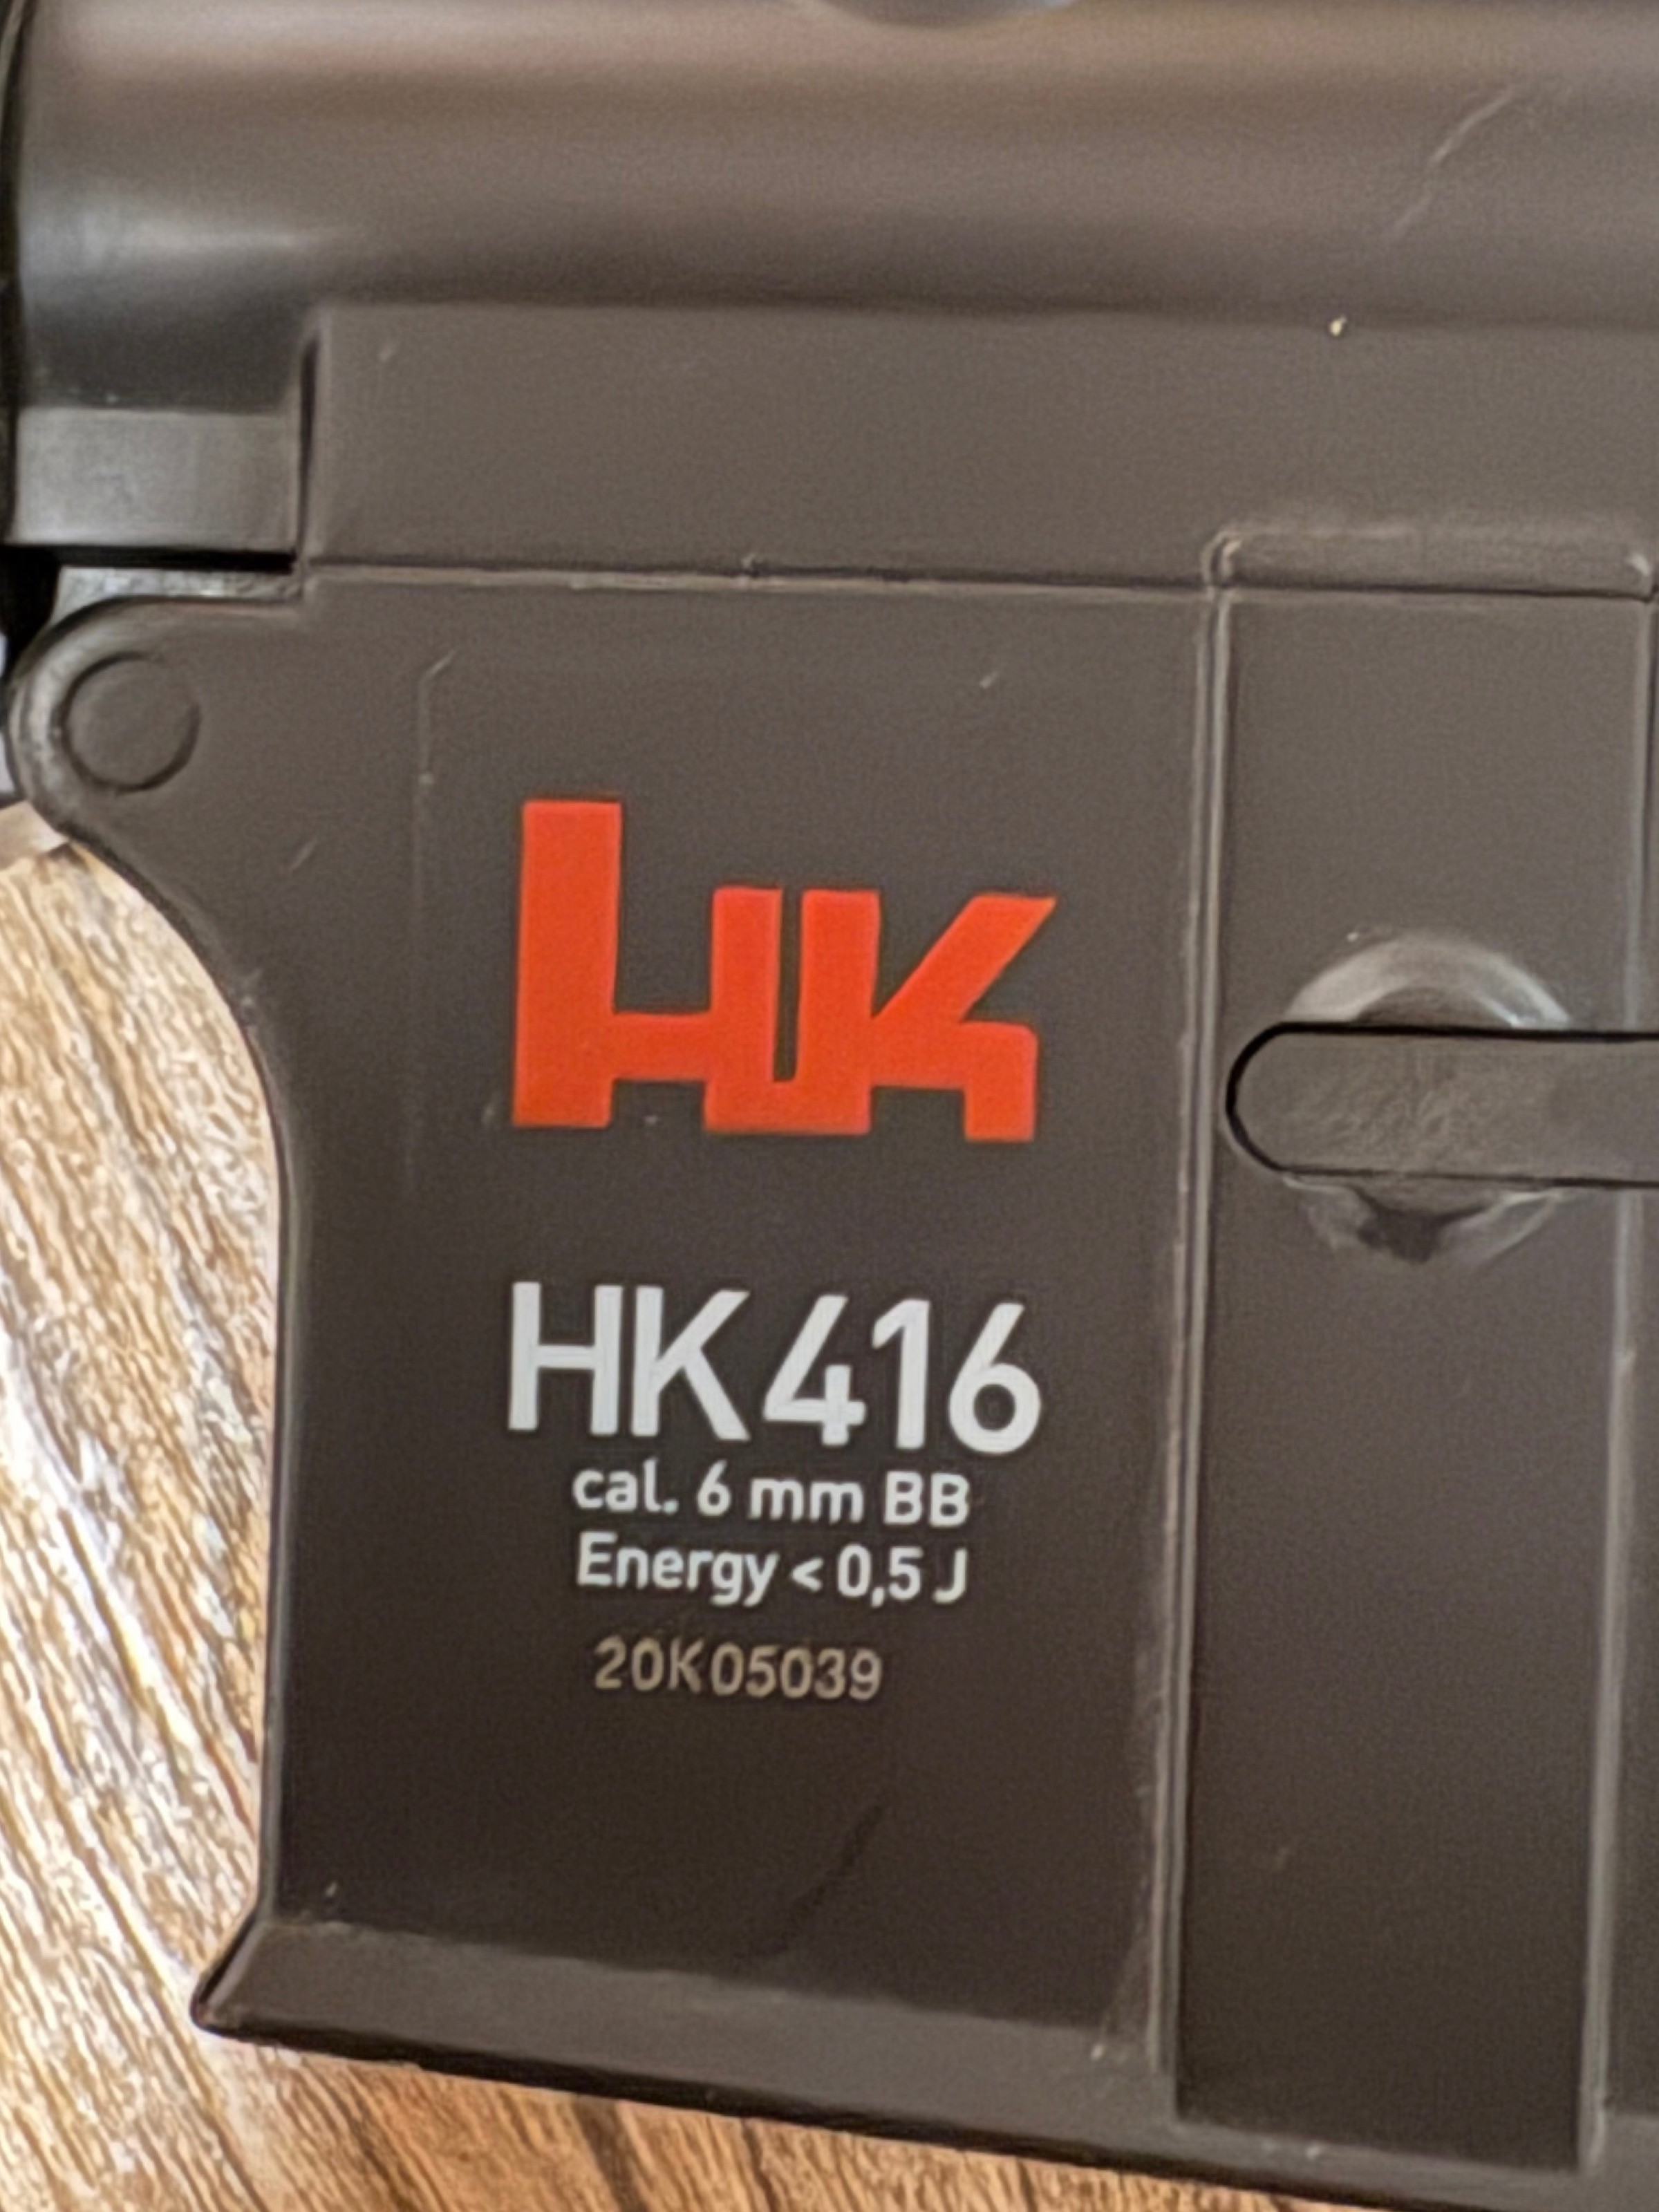 HK
HK416
cal. 6 mm BB
Energy < 0,5 J
20K05039